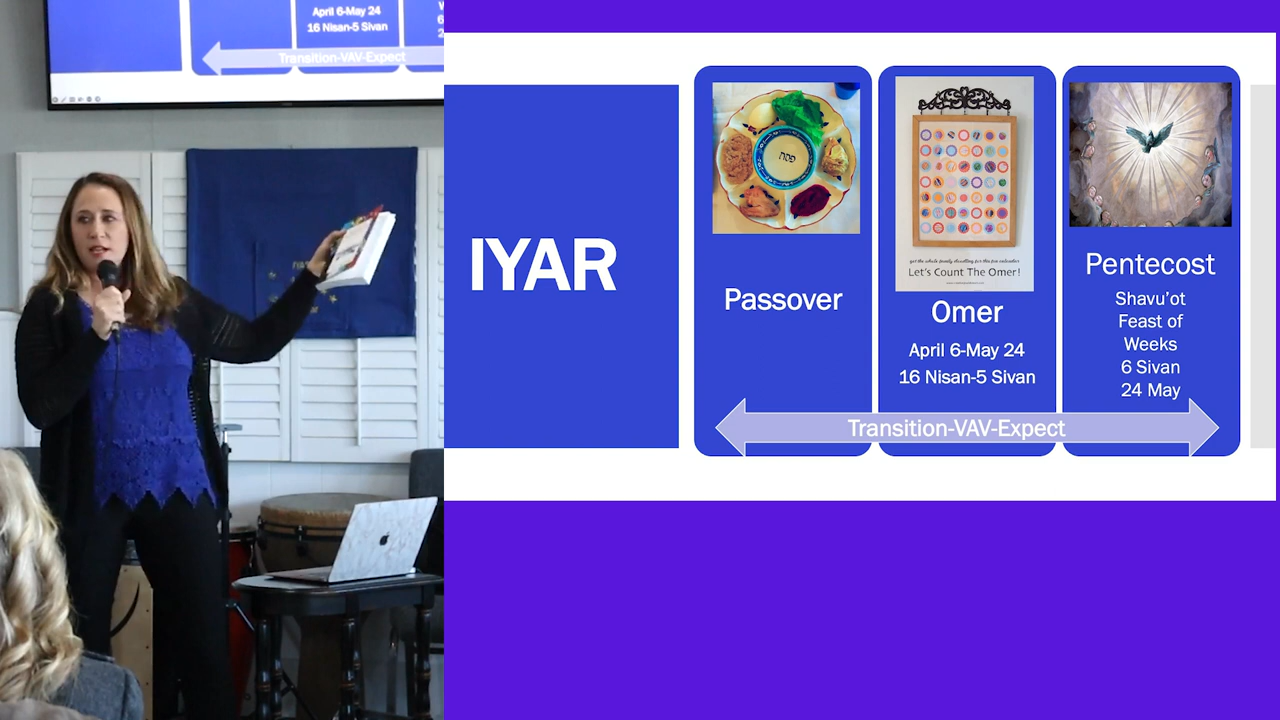 April 6-May 24
16 Nisan-5 Sivan
Transition-VAV-Expect
IYAR
פסח
Passover
Let's Count The Omer!
Omer
April 6-May 24
16 Nisan-5 Sivan
Pentecost
Shavu'ot
Feast of
Weeks
6 Sivan
24 May
Transition-VAV-Expect